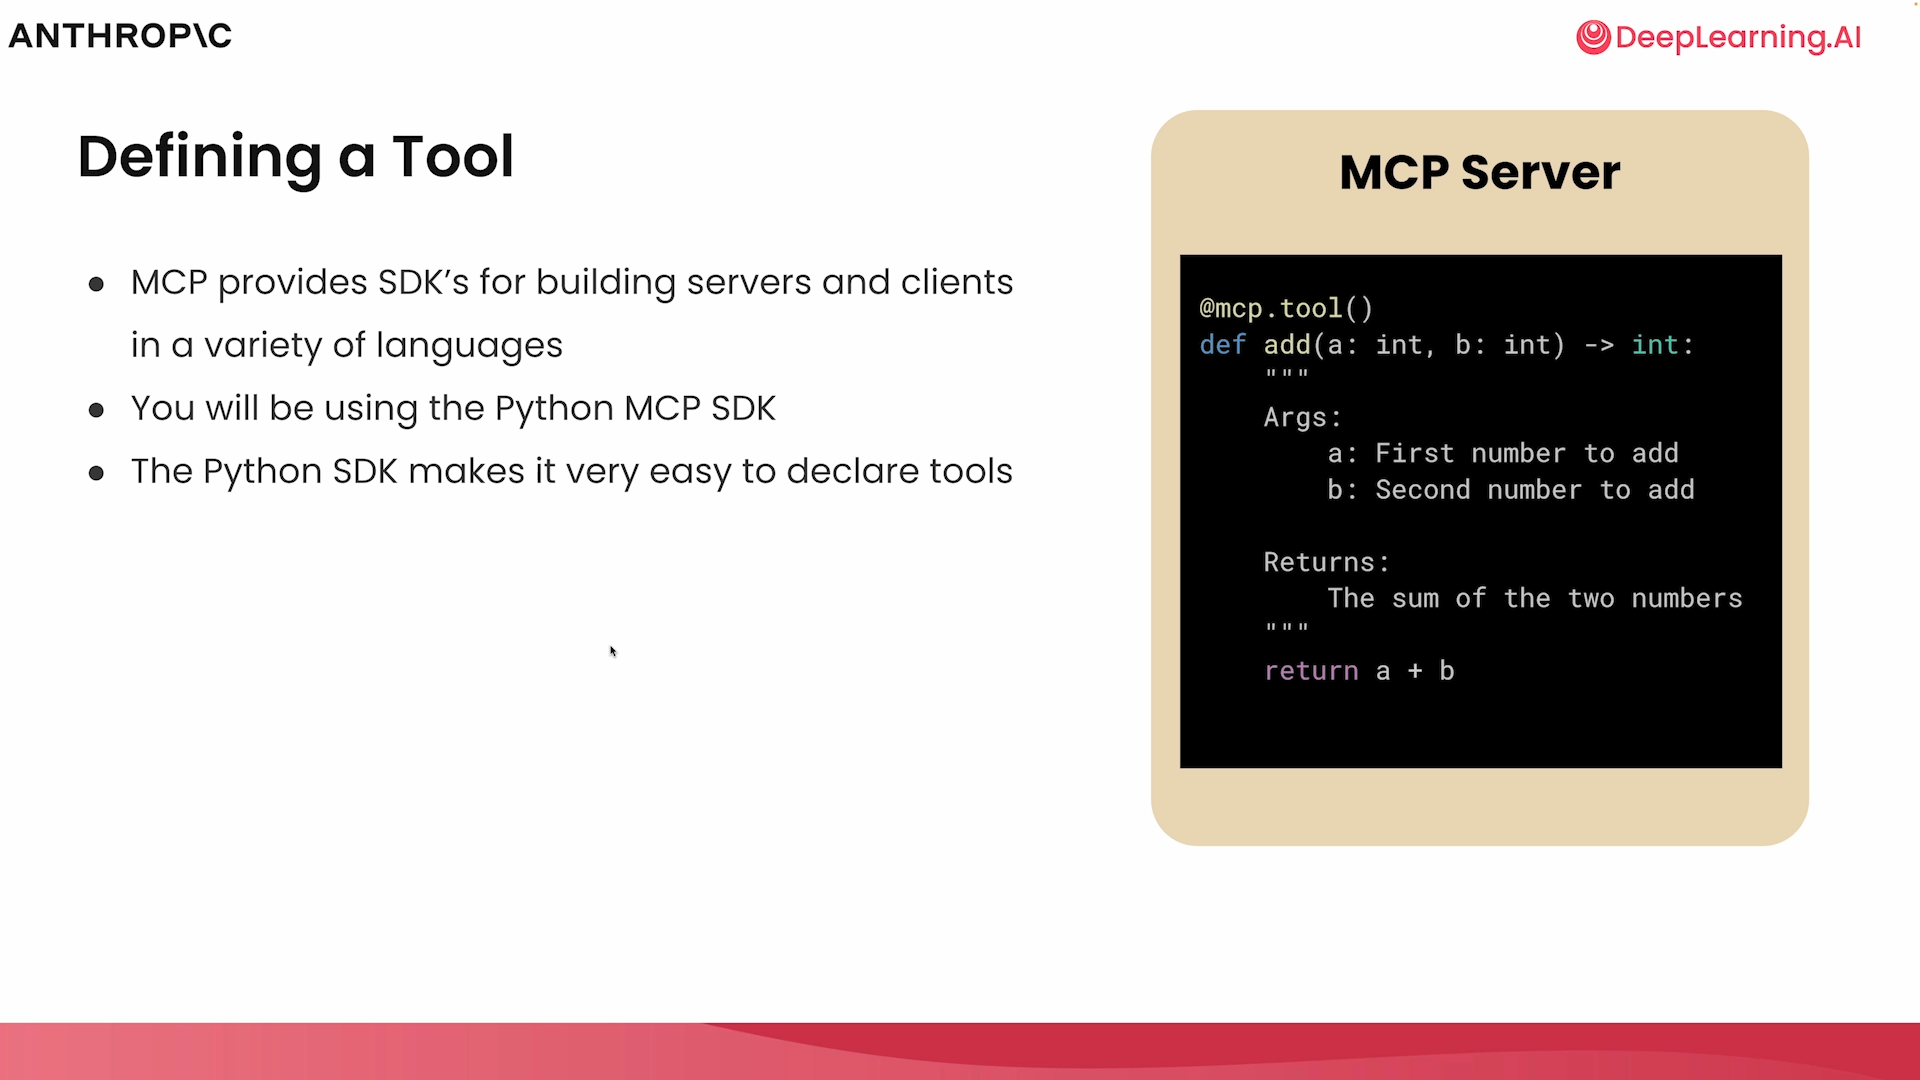 ANTHROP\C
DeepLearning.AI
Defining a Tool
● MCP provides SDK’s for building servers and clients
in a variety of languages
● You will be using the Python MCP SDK
● The Python SDK makes it very easy to declare tools
MCP Server
@mcp.tool()
def add(a: int, b: int) -> int:
    """
    Args:
        a: First number to add
        b: Second number to add

    Returns:
        The sum of the two numbers
    """
    return a + b